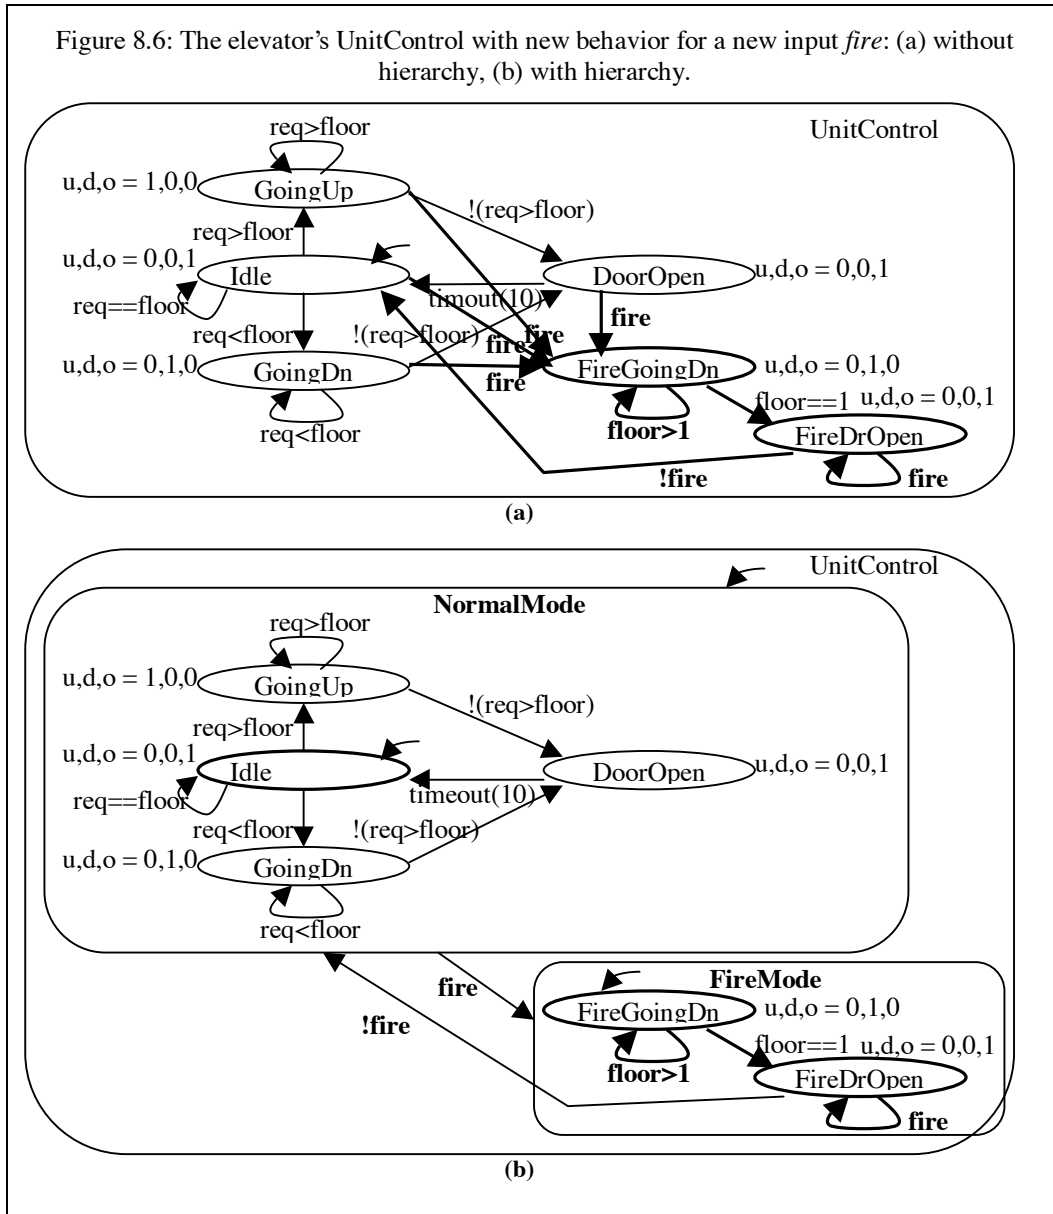 Figure 8.6: The elevator's UnitControl with new behavior for a new input fire: (a) without
hierarchy, (b) with hierarchy.
req>floor
UnitControl
u,d,o = 1,0,0
GoingUp
!(req>floor)
req>floor
u,d,o = 0,0,1
Idle
DoorOpen
u,d,o = 0,0,1
req==floor
timeout(10)
fire
req<floor
!(req>floor)
fire
fire
u,d,o = 0,1,0
GoingDn
fire
FireGoingDn
u,d,o = 0,1,0
floor==1
u,d,o = 0,0,1
req<floor
floor>1
FireDrOpen
!fire
fire
(a)
UnitControl
NormalMode
req>floor
u,d,o = 1,0,0
GoingUp
!(req>floor)
req>floor
u,d,o = 0,0,1
Idle
DoorOpen
u,d,o = 0,0,1
req==floor
timeout(10)
req<floor
!(req>floor)
u,d,o = 0,1,0
GoingDn
req<floor
fire
FireMode
!fire
FireGoingDn
u,d,o = 0,1,0
floor==1
u,d,o = 0,0,1
floor>1
FireDrOpen
fire
(b)